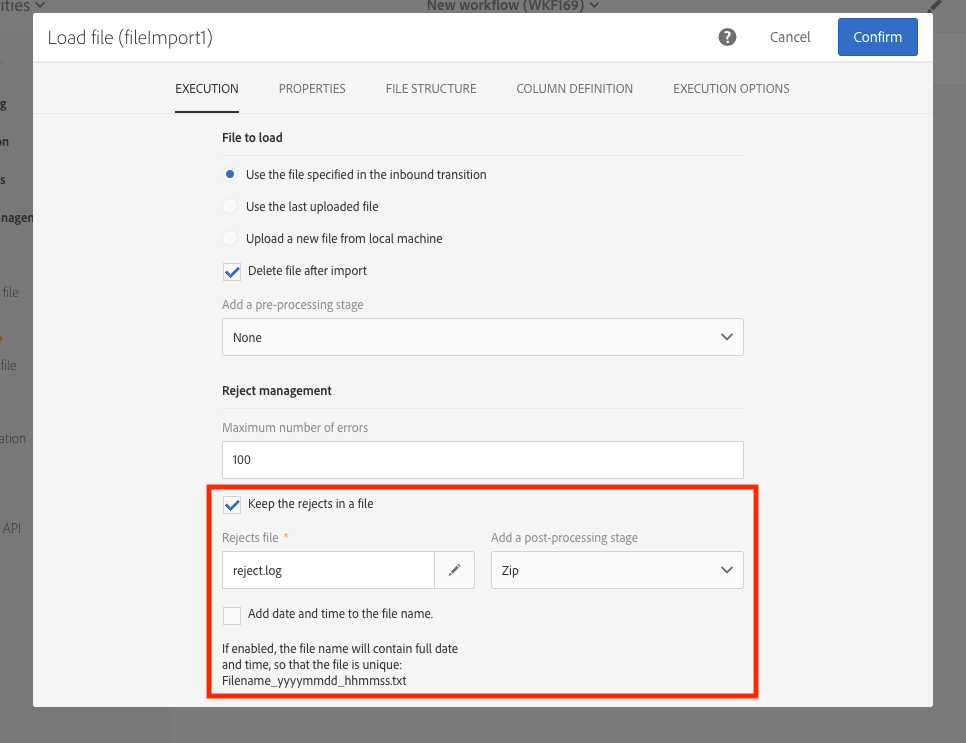 New workflow (WKF169)
Load file (fileImport1)
? Cancel Confirm
EXECUTION PROPERTIES FILE STRUCTURE COLUMN DEFINITION EXECUTION OPTIONS
File to load
Use the file specified in the inbound transition
Use the last uploaded file
Upload a new file from local machine
Delete file after import
Add a pre-processing stage
None
Reject management
Maximum number of errors
100
Keep the rejects in a file
Rejects file * Add a post-processing stage
reject.log Zip
Add date and time to the file name.
If enabled, the file name will contain full date
and time, so that the file is unique:
Filename_yyyymmdd_hhmmss.txt
file
file
API